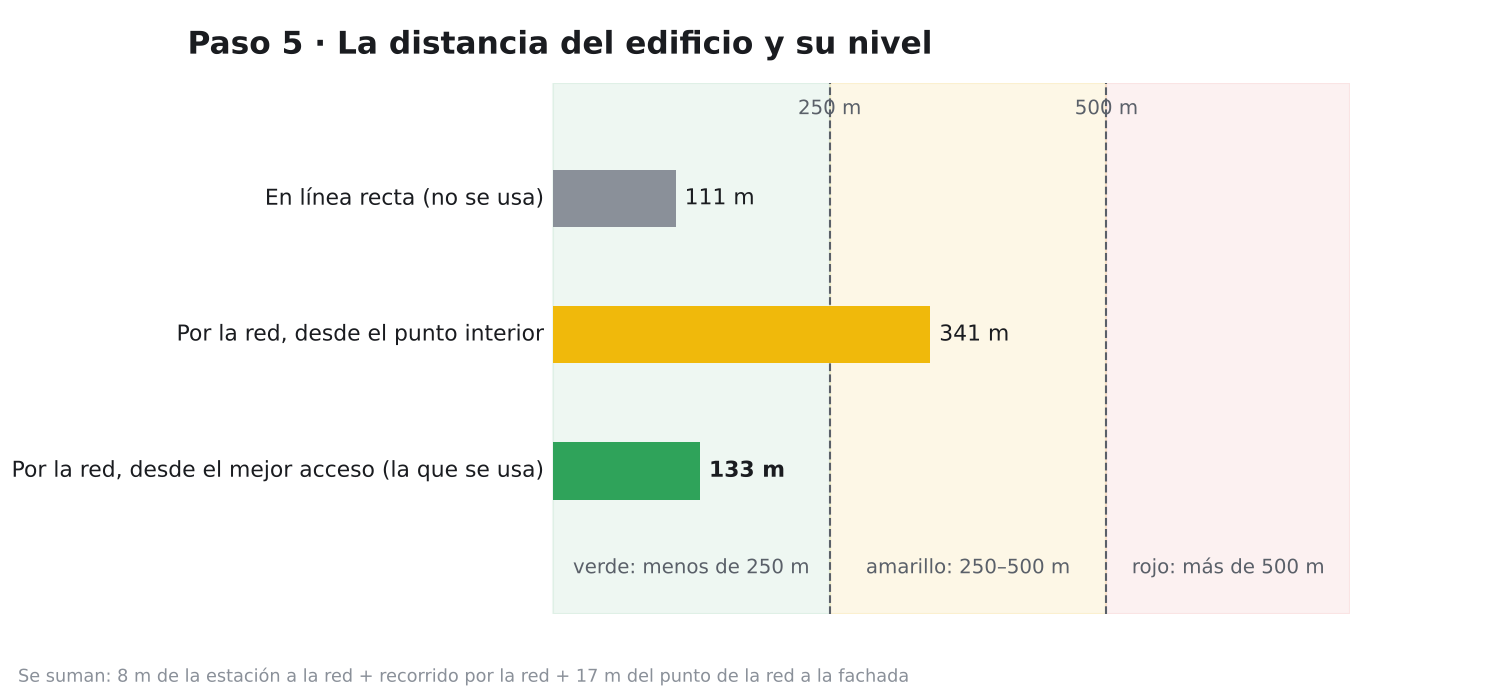 Paso 5 · La distancia del edificio y su nivel
250 m
500 m
En línea recta (no se usa)
111 m
Por la red, desde el punto interior
341 m
Por la red, desde el mejor acceso (la que se usa)
133 m
verde: menos de 250 m
amarillo: 250–500 m
rojo: más de 500 m
Se suman: 8 m de la estación a la red + recorrido por la red + 17 m del punto de la red a la fachada